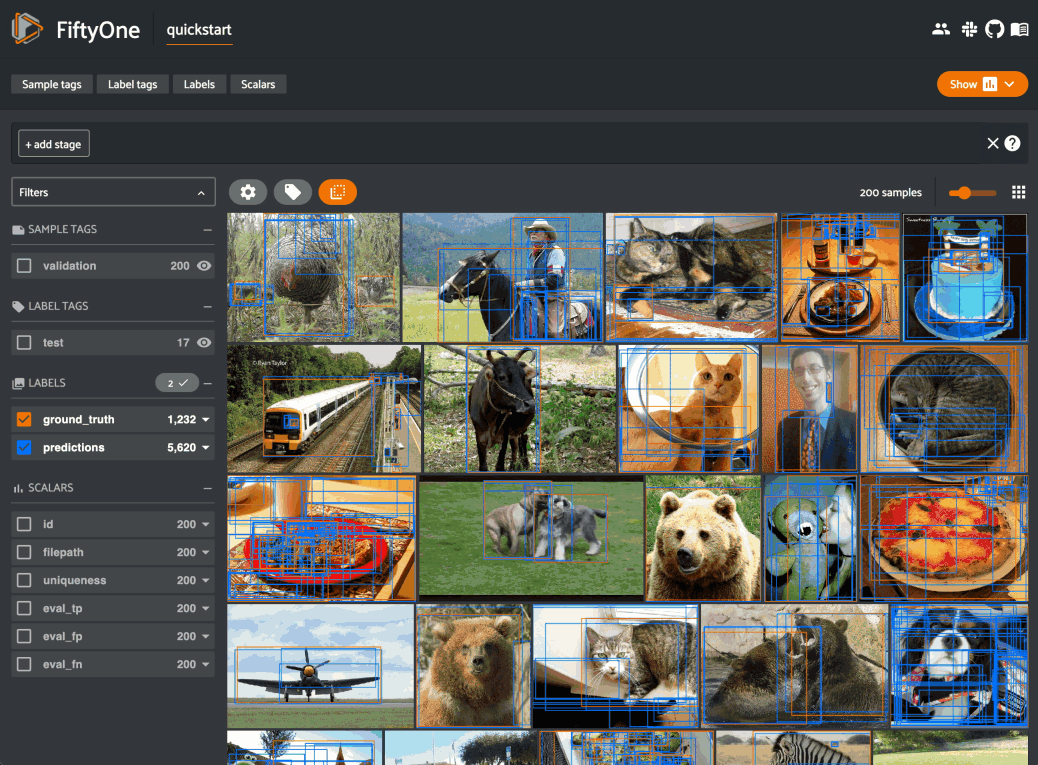 FiftyOne
quickstart
Sample tags
Label tags
Labels
Scalars
Show
+ add stage
Filters
200 samples
SAMPLE TAGS
validation 200
LABEL TAGS
test 17
LABELS 2
ground_truth 1,232
predictions 5,620
SCALARS
id 200
filepath 200
uniqueness 200
eval_tp 200
eval_fp 200
eval_fn 200
© Ryan Taylor